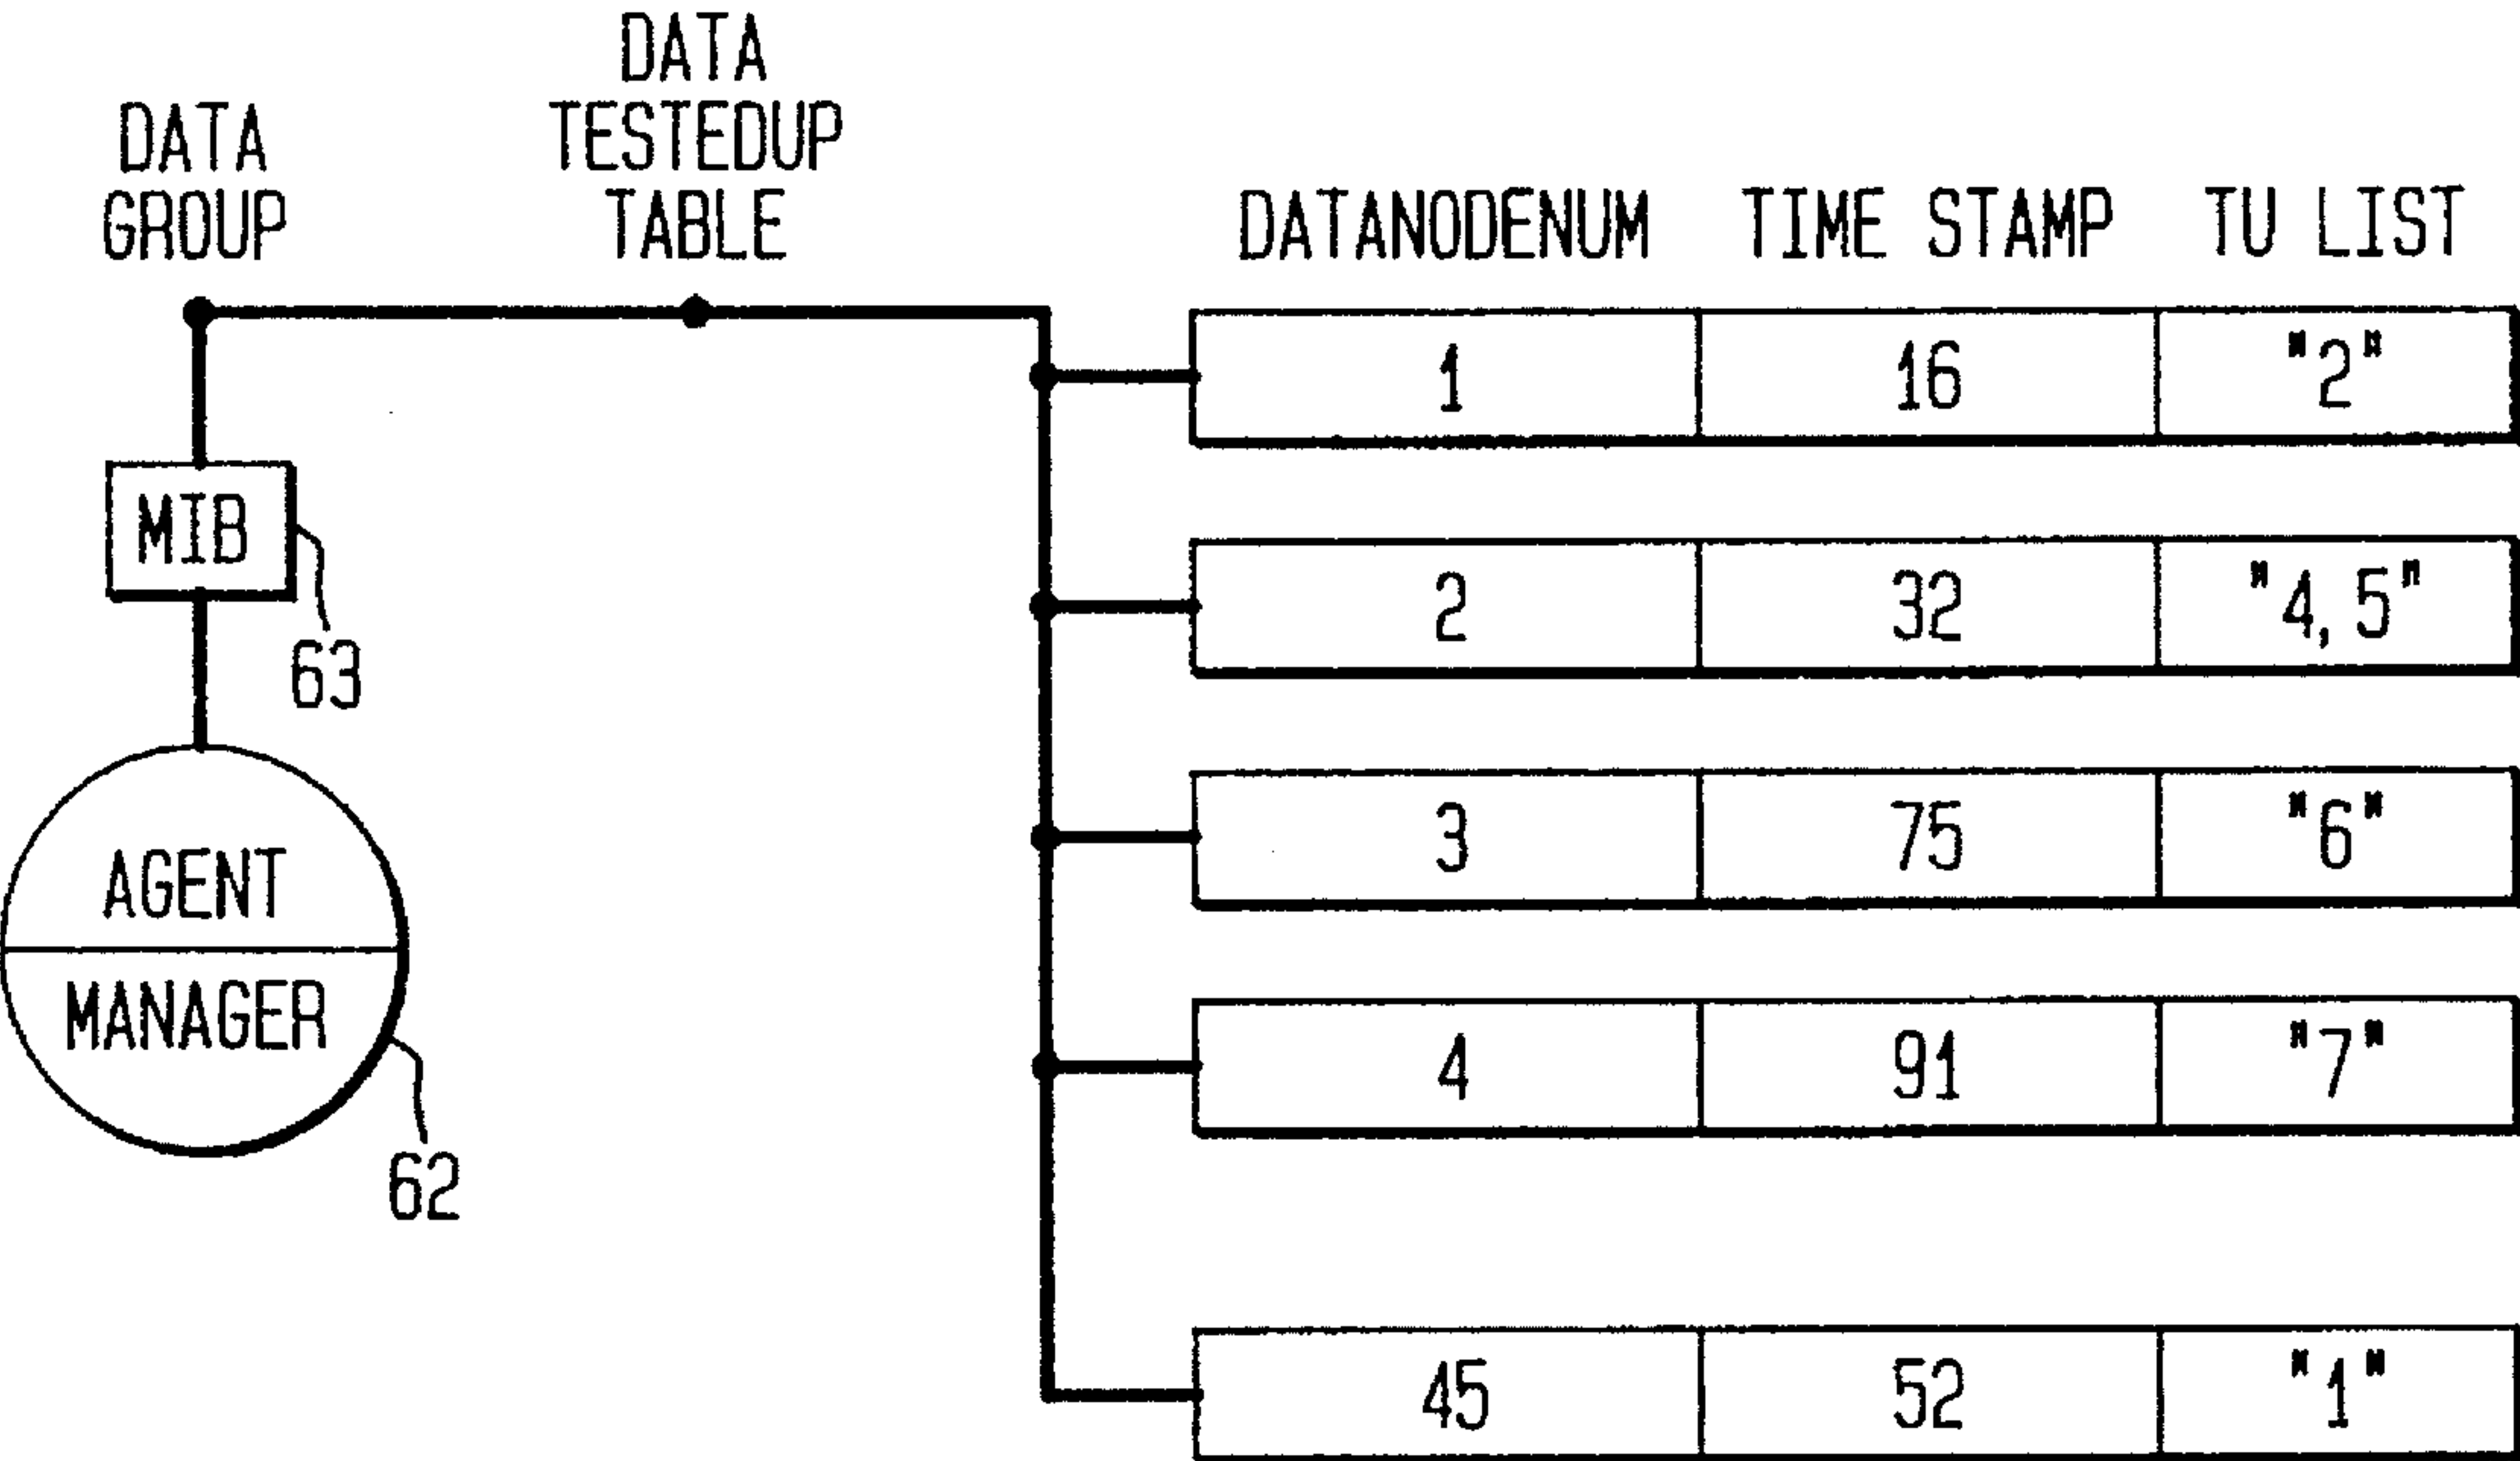 DATA
GROUP
DATA
TESTEDUP
TABLE
DATANODENUM TIME STAMP TU LIST
1 16 "2"
2 32 "4, 5"
3 75 "6"
4 91 "7"
45 52 "1"
MIB
63
AGENT
MANAGER
62